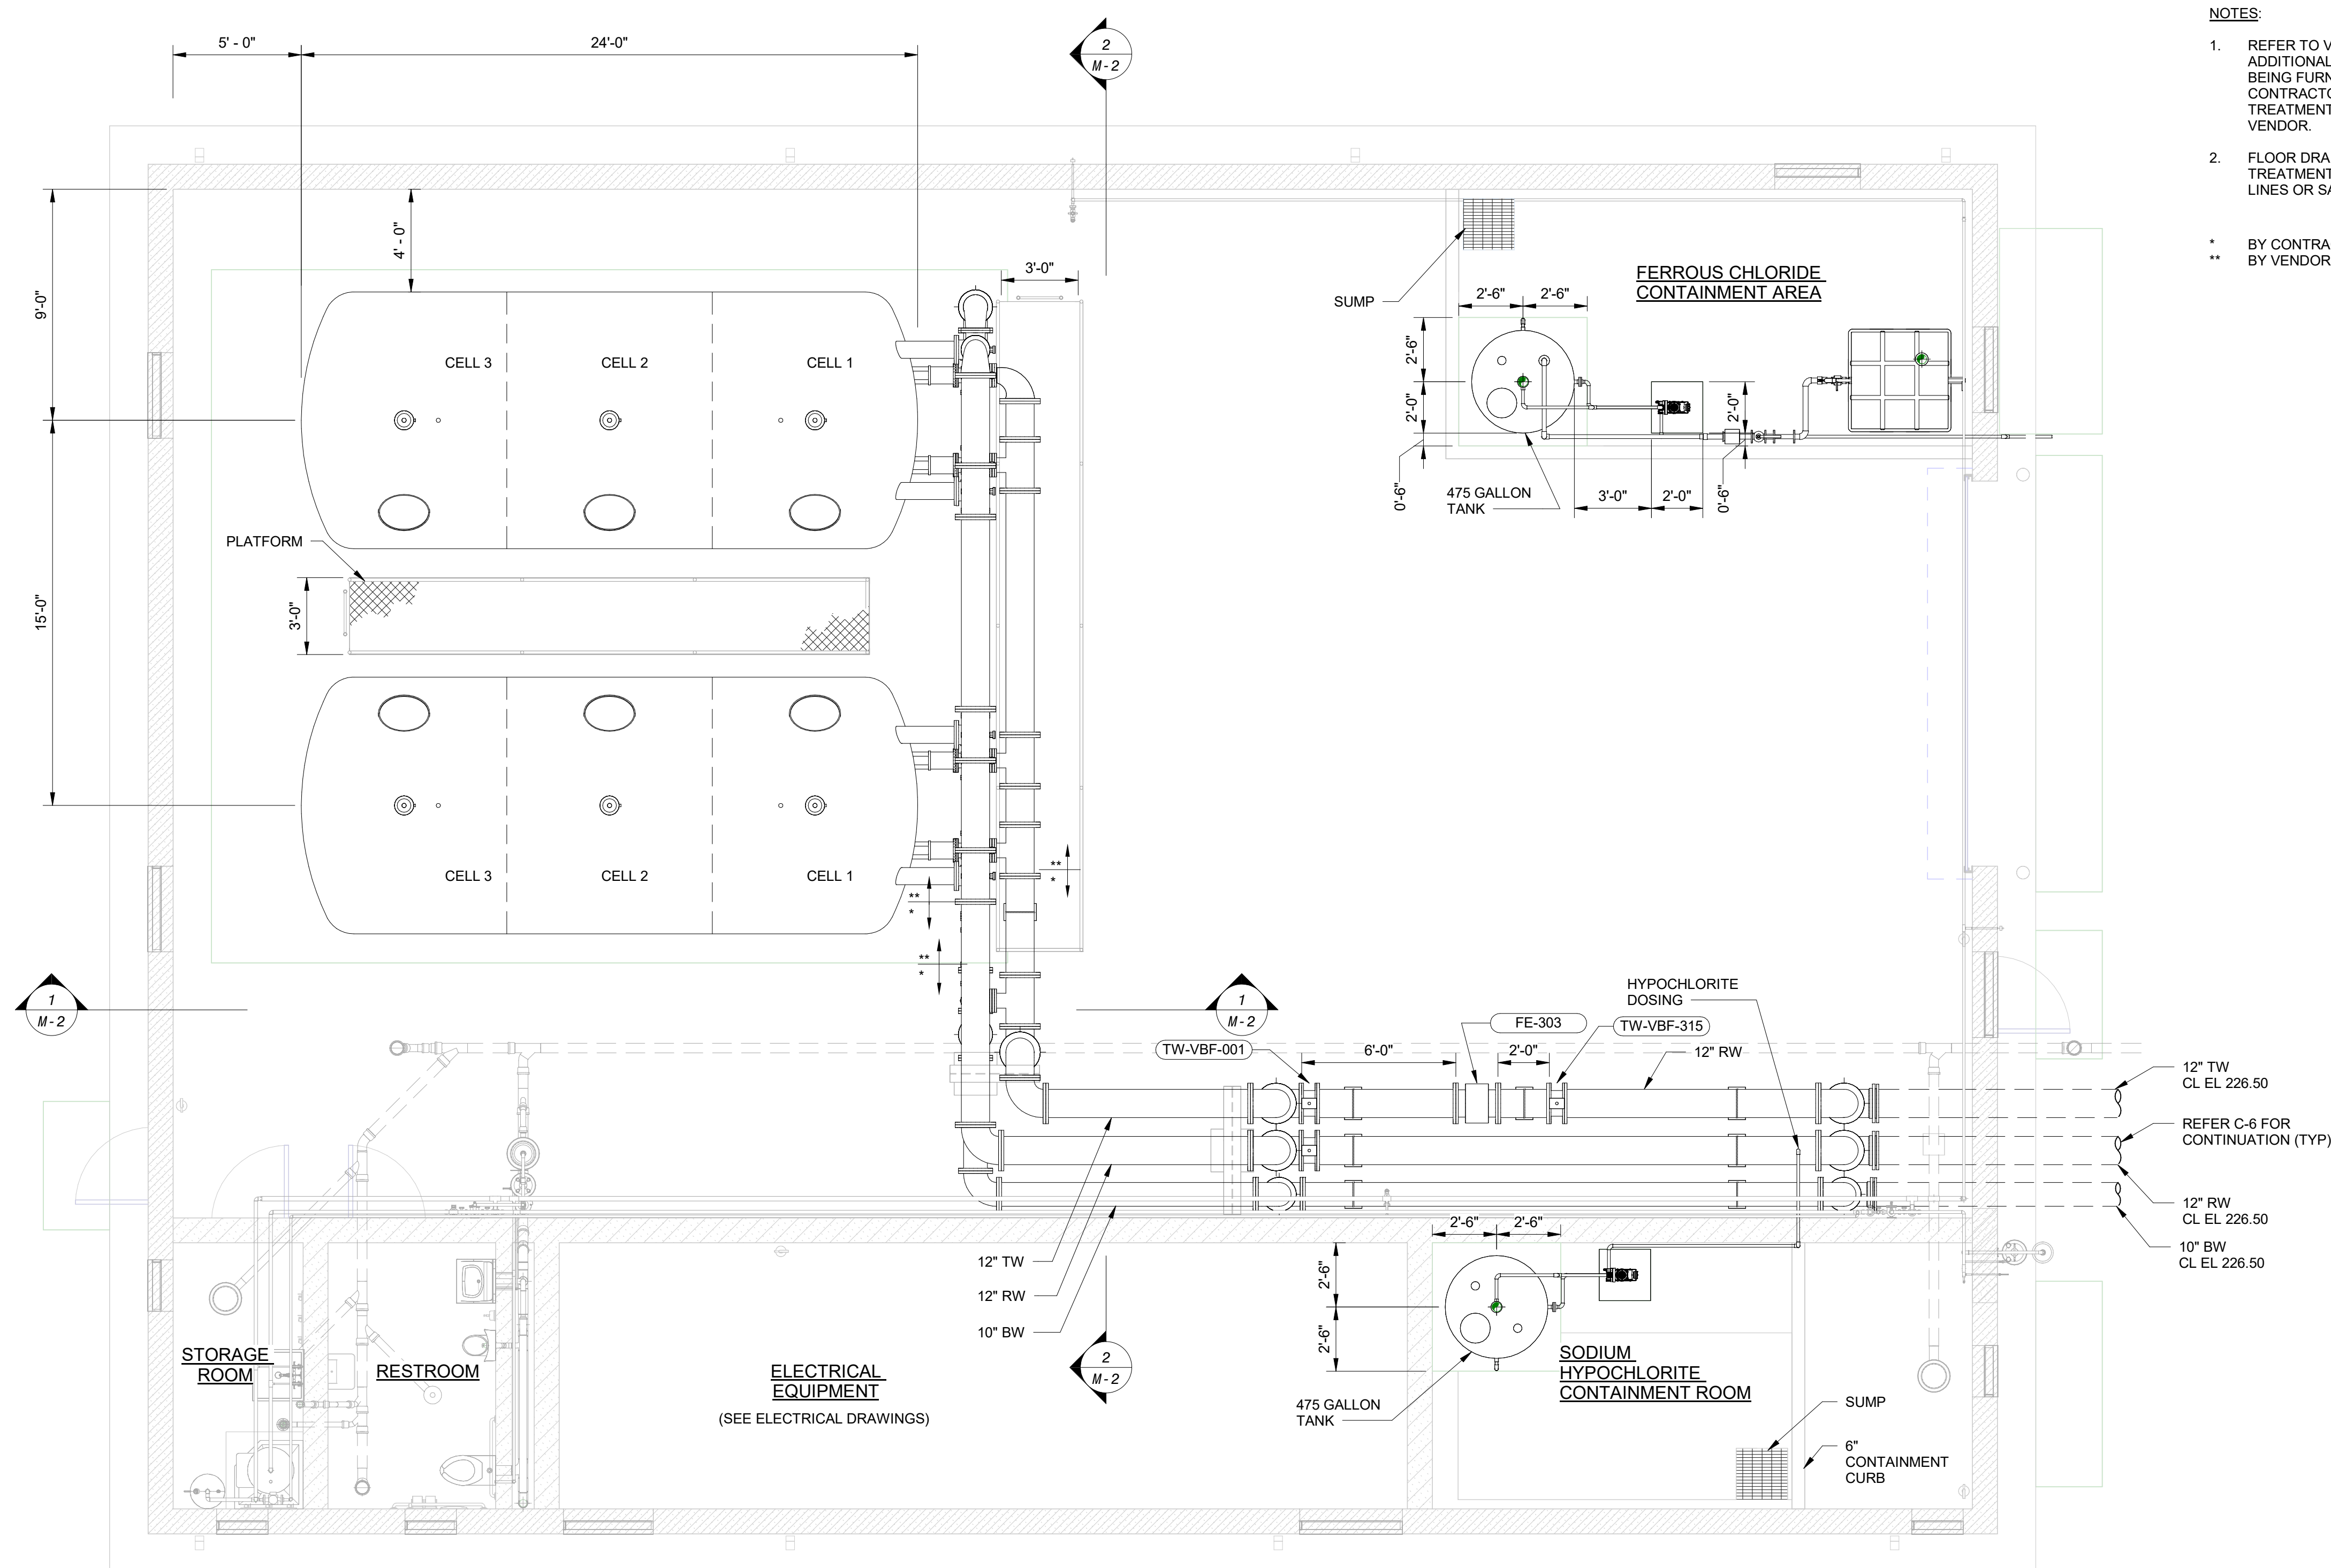 NOTES:
1. REFER TO V
ADDITIONAL
BEING FURN
CONTRACTO
TREATMENT
VENDOR.
2. FLOOR DRA
TREATMENT
LINES OR SA
* BY CONTRA
** BY VENDOR
5' - 0"
24'-0"
2
M-2
9'-0"
4' - 0"
3'-0"
SUMP
FERROUS CHLORIDE
CONTAINMENT AREA
2'-6"
2'-6"
2'-6"
2'-0"
0'-6"
2'-0"
0'-6"
3'-0"
2'-0"
475 GALLON
TANK
CELL 3
CELL 2
CELL 1
PLATFORM
3'-0"
15'-0"
CELL 3
CELL 2
CELL 1
**
*
**
*
**
*
1
M-2
1
M-2
HYPOCHLORITE
DOSING
FE-303
TW-VBF-315
TW-VBF-001
6'-0"
2'-0"
12" RW
12" TW
CL EL 226.50
REFER C-6 FOR
CONTINUATION (TYP)
12" RW
CL EL 226.50
10" BW
CL EL 226.50
12" TW
12" RW
10" BW
2'-6"
2'-6"
2'-6"
2'-6"
STORAGE
ROOM
RESTROOM
ELECTRICAL
EQUIPMENT
(SEE ELECTRICAL DRAWINGS)
2
M-2
475 GALLON
TANK
SODIUM
HYPOCHLORITE
CONTAINMENT ROOM
SUMP
6"
CONTAINMENT
CURB